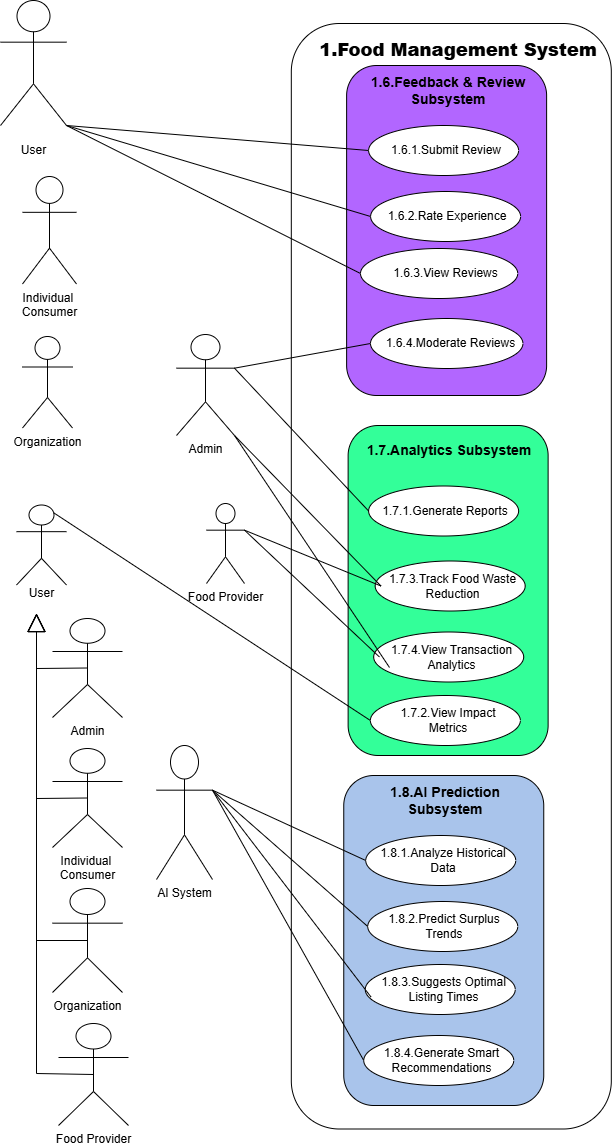 1.Food Management System
1.6.Feedback & Review
Subsystem
1.6.1.Submit Review
User
Individual
Consumer
1.6.2.Rate Experience
1.6.3.View Reviews
1.6.4.Moderate Reviews
Organization
Admin
1.7.Analytics Subsystem
1.7.1.Generate Reports
User
Food Provider
1.7.3.Track Food Waste
Reduction
1.7.4.View Transaction
Analytics
1.7.2.View Impact
Metrics
Admin
1.8.AI Prediction
Subsystem
Individual
Consumer
AI System
1.8.1.Analyze Historical
Data
1.8.2.Predict Surplus
Trends
1.8.3.Suggests Optimal
Listing Times
Organization
1.8.4.Generate Smart
Recommendations
Food Provider